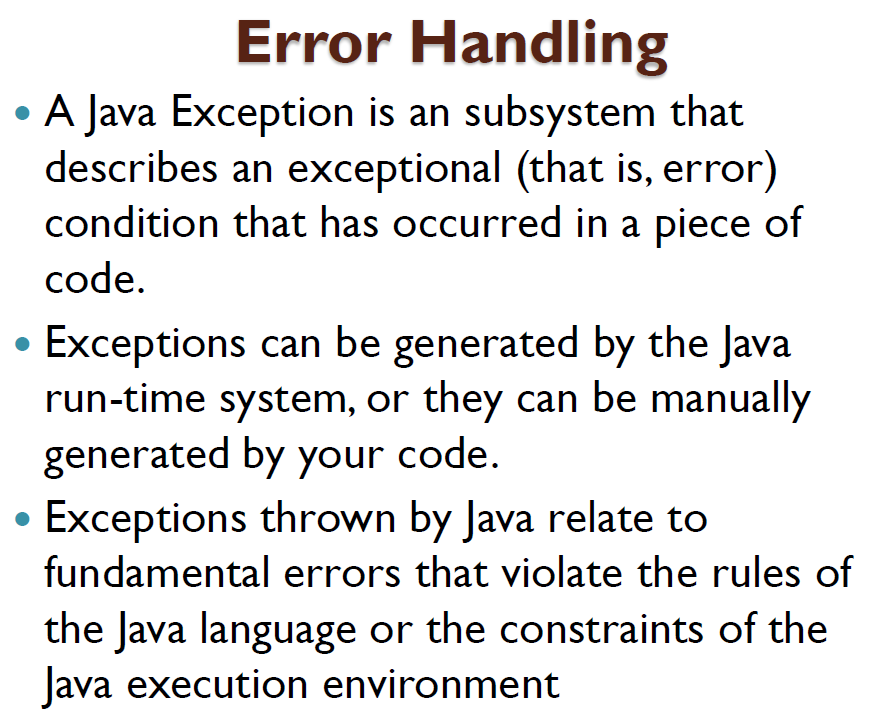 Error Handling
• A Java Exception is an subsystem that
describes an exceptional (that is, error)
condition that has occurred in a piece of
code.
• Exceptions can be generated by the Java
run-time system, or they can be manually
generated by your code.
• Exceptions thrown by Java relate to
fundamental errors that violate the rules of
the Java language or the constraints of the
Java execution environment